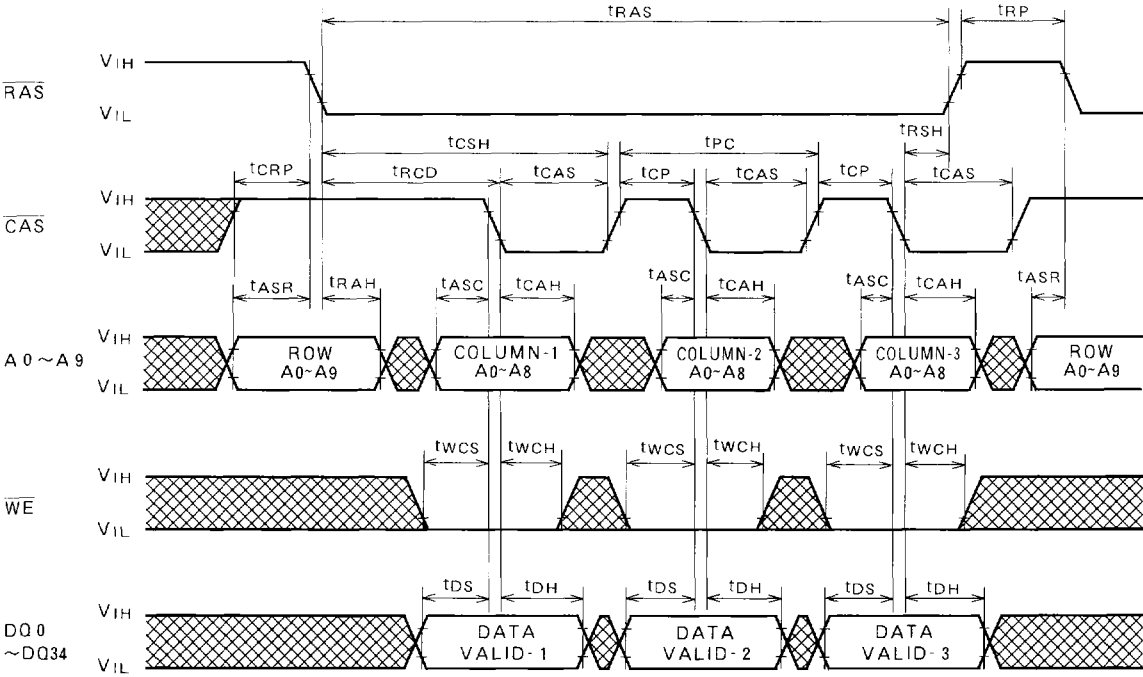 tRAS
tRP
VIH
RAS
VIL
tRSH
tCSH
tPC
tCRP
tRCD
tCAS
tCP
tCAS
tCP
tCAS
VIH
CAS
VIL
tASR
tRAH
tASC
tCAH
tASC
tCAH
tASC
tCAH
tASR
VIH
A0~A9
VIL
ROW
A0~A9
COLUMN-1
A0~A8
COLUMN-2
A0~A8
COLUMN-3
A0~A8
ROW
A0~A9
tWCS
tWCH
tWCS
tWCH
tWCS
tWCH
VIH
WE
VIL
tDS
tDH
tDS
tDH
tDS
tDH
VIH
DQ0
~DQ34
VIL
DATA
VALID-1
DATA
VALID-2
DATA
VALID-3